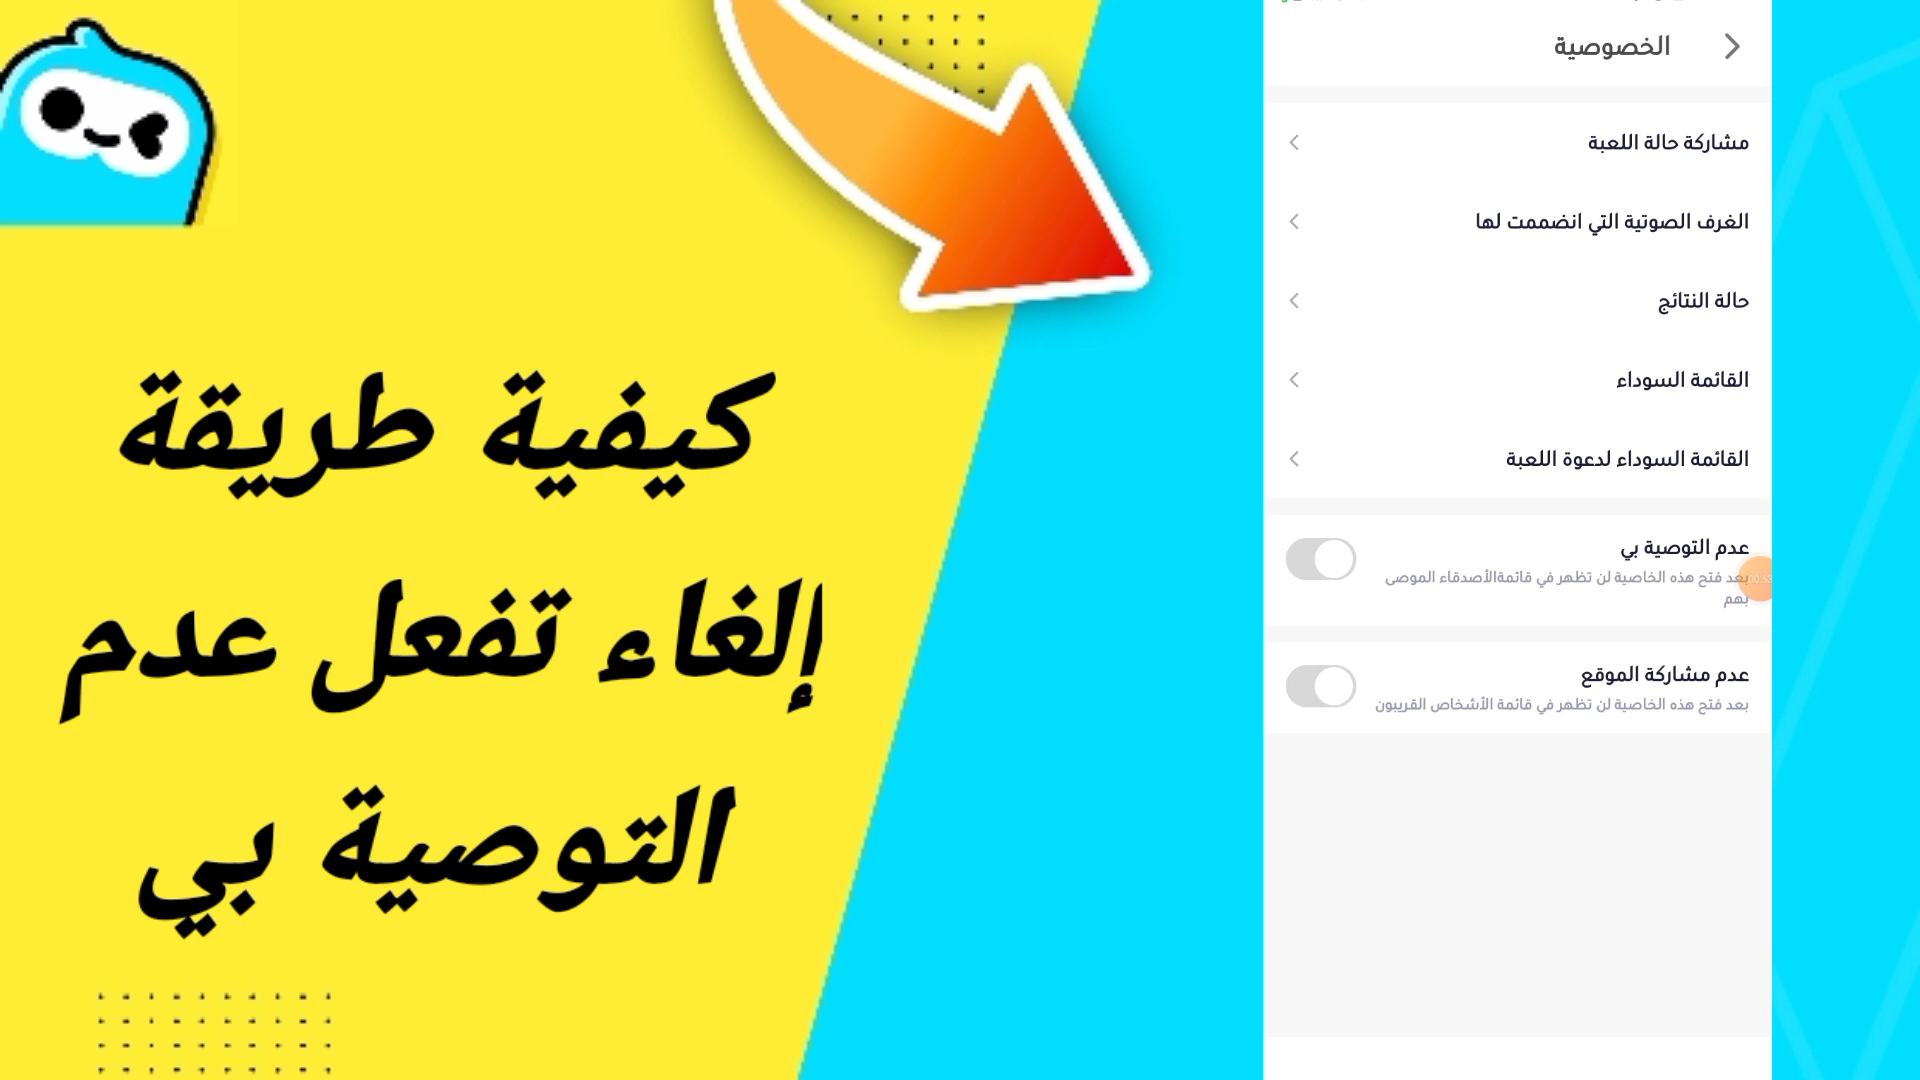 كيفية طريقة
إلغاء تفعل عدم
التوصية بي
الخصوصية
مشاركة حالة اللعبة
الغرف الصوتية التي انضممت لها
حالة النتائج
القائمة السوداء
القائمة السوداء لدعوة اللعبة
عدم التوصية بي
بعد فتح هذه الخاصية لن تظهر في قائمةالأصدقاء الموصى
بهم
عدم مشاركة الموقع
بعد فتح هذه الخاصية لن تظهر في قائمة الأشخاص القريبون